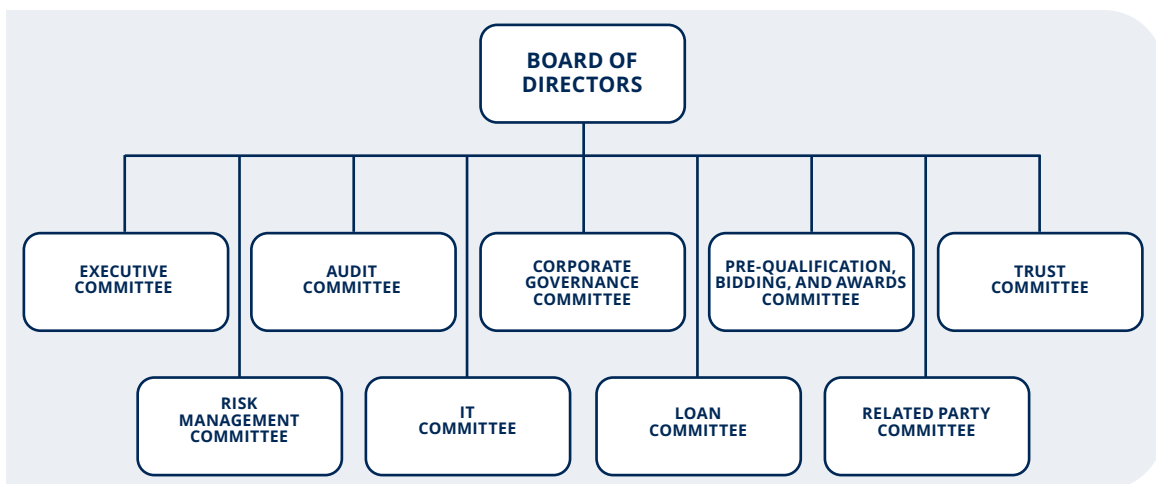 BOARD OF
DIRECTORS
EXECUTIVE
COMMITTEE
AUDIT
COMMITTEE
CORPORATE
GOVERNANCE
COMMITTEE
PRE-QUALIFICATION,
BIDDING, AND AWARDS
COMMITTEE
TRUST
COMMITTEE
RISK
MANAGEMENT
COMMITTEE
IT
COMMITTEE
LOAN
COMMITTEE
RELATED PARTY
COMMITTEE